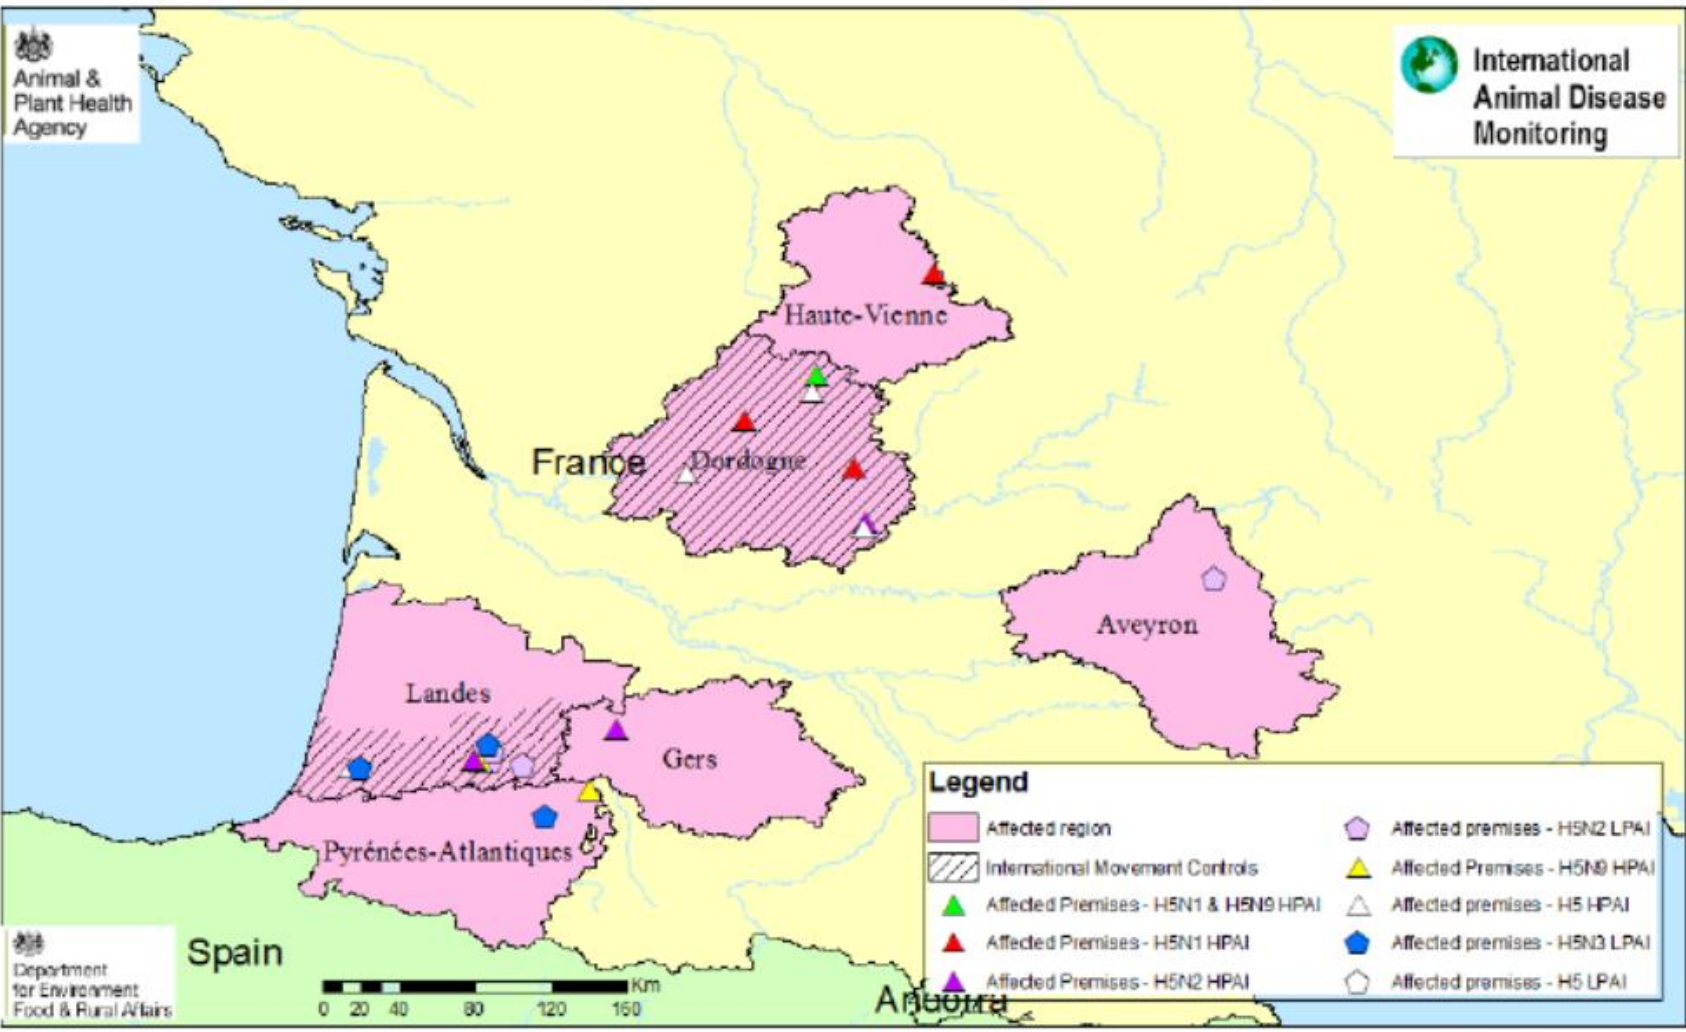 Animal &
Plant Health
Agency
International
Animal Disease
Monitoring
Haute-Vienne
France
Dordogne
Aveyron
Landes
Gers
Pyrénées-Atlantiques
Legend
Affected region
International Movement Controls
Affected Premises - H5N1 & H5N9 HPAI
Affected Premises - H5N1 HPAI
Affected Premises - H5N2 HPAI
Affected premises - H5N2 LPAI
Affected Premises - H5N9 HPAI
Affected premises - H5 HPAI
Affected premises - H5N3 LPAI
Affected premises - H5 LPAI
Spain
Department
for Environment
Food & Rural Affairs
Km
0 20 40 80 120 160
Andorra